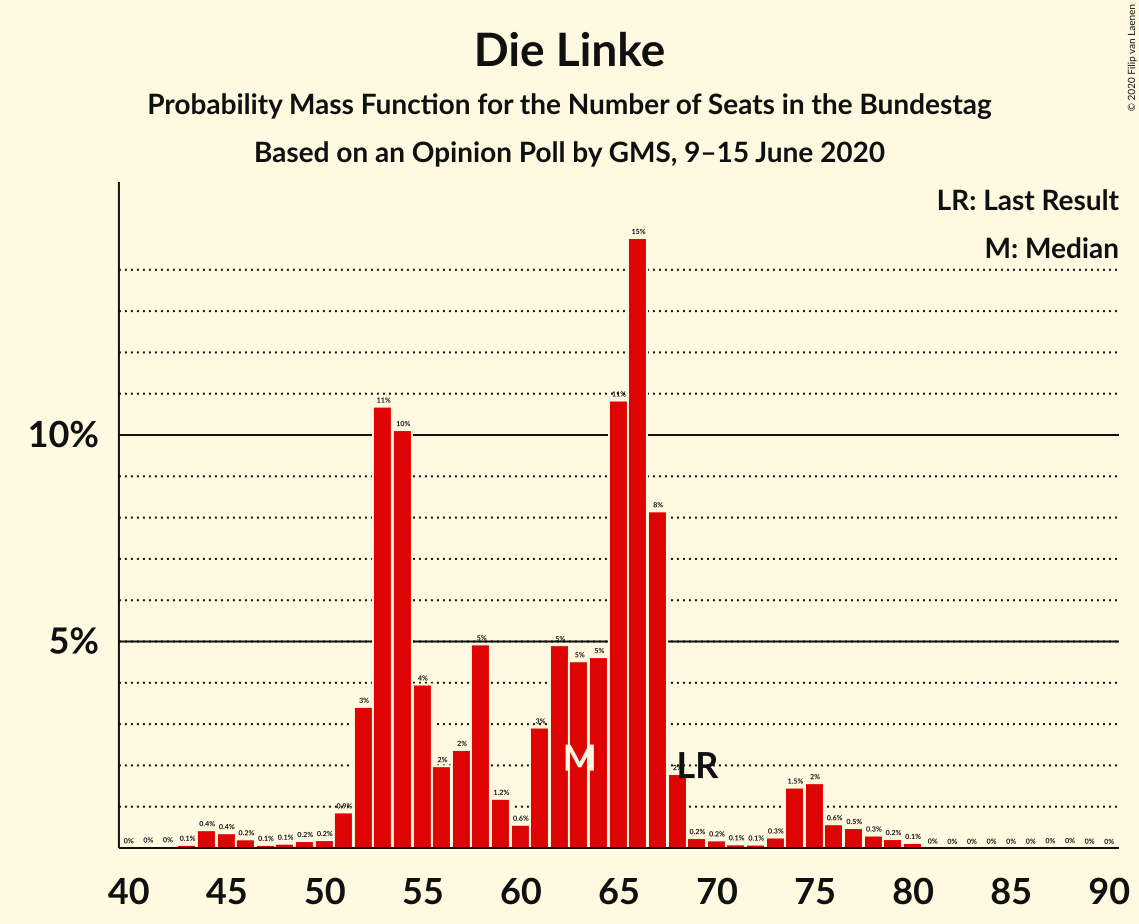 Die Linke
Probability Mass Function for the Number of Seats in the Bundestag
Based on an Opinion Poll by GMS, 9–15 June 2020
© 2020 Filip van Laenen
LR: Last Result
M: Median
10%
5%
0% 0% 0% 0.1% 0.4% 0.4% 0.2% 0.1% 0.1% 0.2% 0.2% 0.9% 3% 11% 10% 4% 2% 2% 5% 1.2% 0.6% 3% 5% 5% 5% 11% 15% 8% 2% 0.2% 0.2% 0.1% 0.1% 0.3% 1.5% 2% 0.6% 0.5% 0.3% 0.2% 0.1% 0% 0% 0% 0% 0% 0% 0% 0% 0% 0%
M
LR
40 45 50 55 60 65 70 75 80 85 90